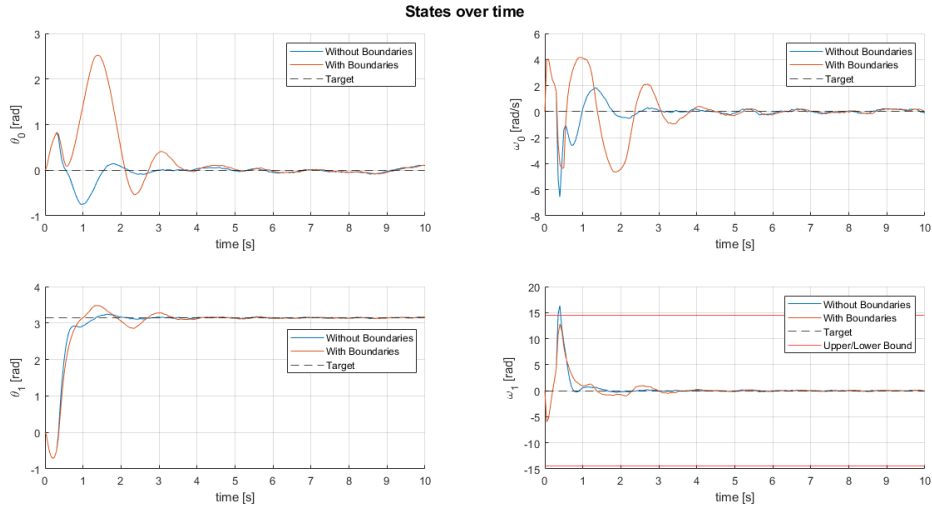 States over time
3
2
1
0
-1
θ0 [rad]
Without Boundaries
With Boundaries
Target
0 1 2 3 4 5 6 7 8 9 10
time [s]
6
4
2
0
-2
-4
-6
-8
ω0 [rad/s]
Without Boundaries
With Boundaries
Target
0 1 2 3 4 5 6 7 8 9 10
time [s]
4
3
2
1
0
-1
θ1 [rad]
Without Boundaries
With Boundaries
Target
0 1 2 3 4 5 6 7 8 9 10
time [s]
20
15
10
5
0
-5
-10
-15
ω1 [rad]
Without Boundaries
With Boundaries
Target
Upper/Lower Bound
0 1 2 3 4 5 6 7 8 9 10
time [s]